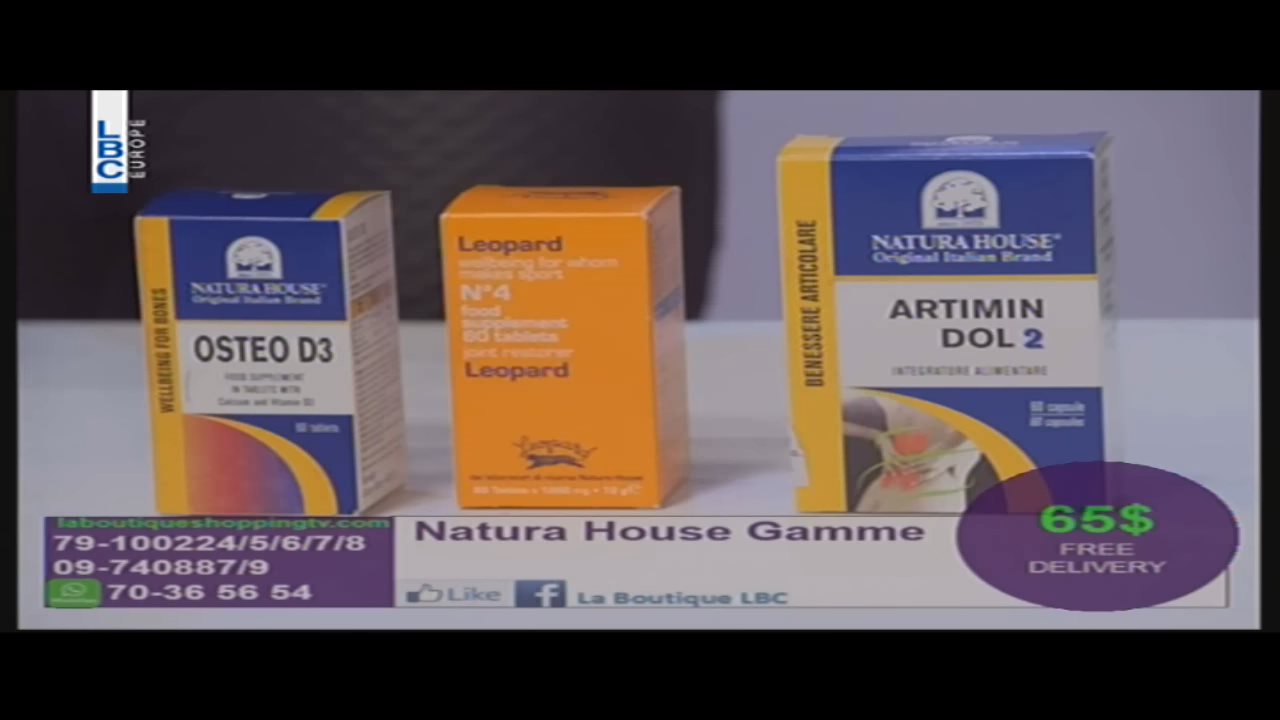 LBC
EUROPE
NATURA HOUSE
Original Italian Brand
WELLBEING FOR BONES
OSTEO D3
FOOD SUPPLEMENT
IN TABLETS WITH
Calcium and Vitamin D3
60 tablets
Leopard
wellbeing for whom
makes sport
N°4
food
supplement
60 tablets
joint restorer
Leopard
NATURA HOUSE®
Original Italian Brand
BENESSERE ARTICOLARE
ARTIMIN
DOL 2
INTEGRATORE ALIMENTARE
60 capsule
60 capsules
laboutiqueshoppingtv.com
79-100224/5/6/7/8
09-740887/9
70-36 56 54
Natura House Gamme
Like
La Boutique LBC
65$
FREE
DELIVERY